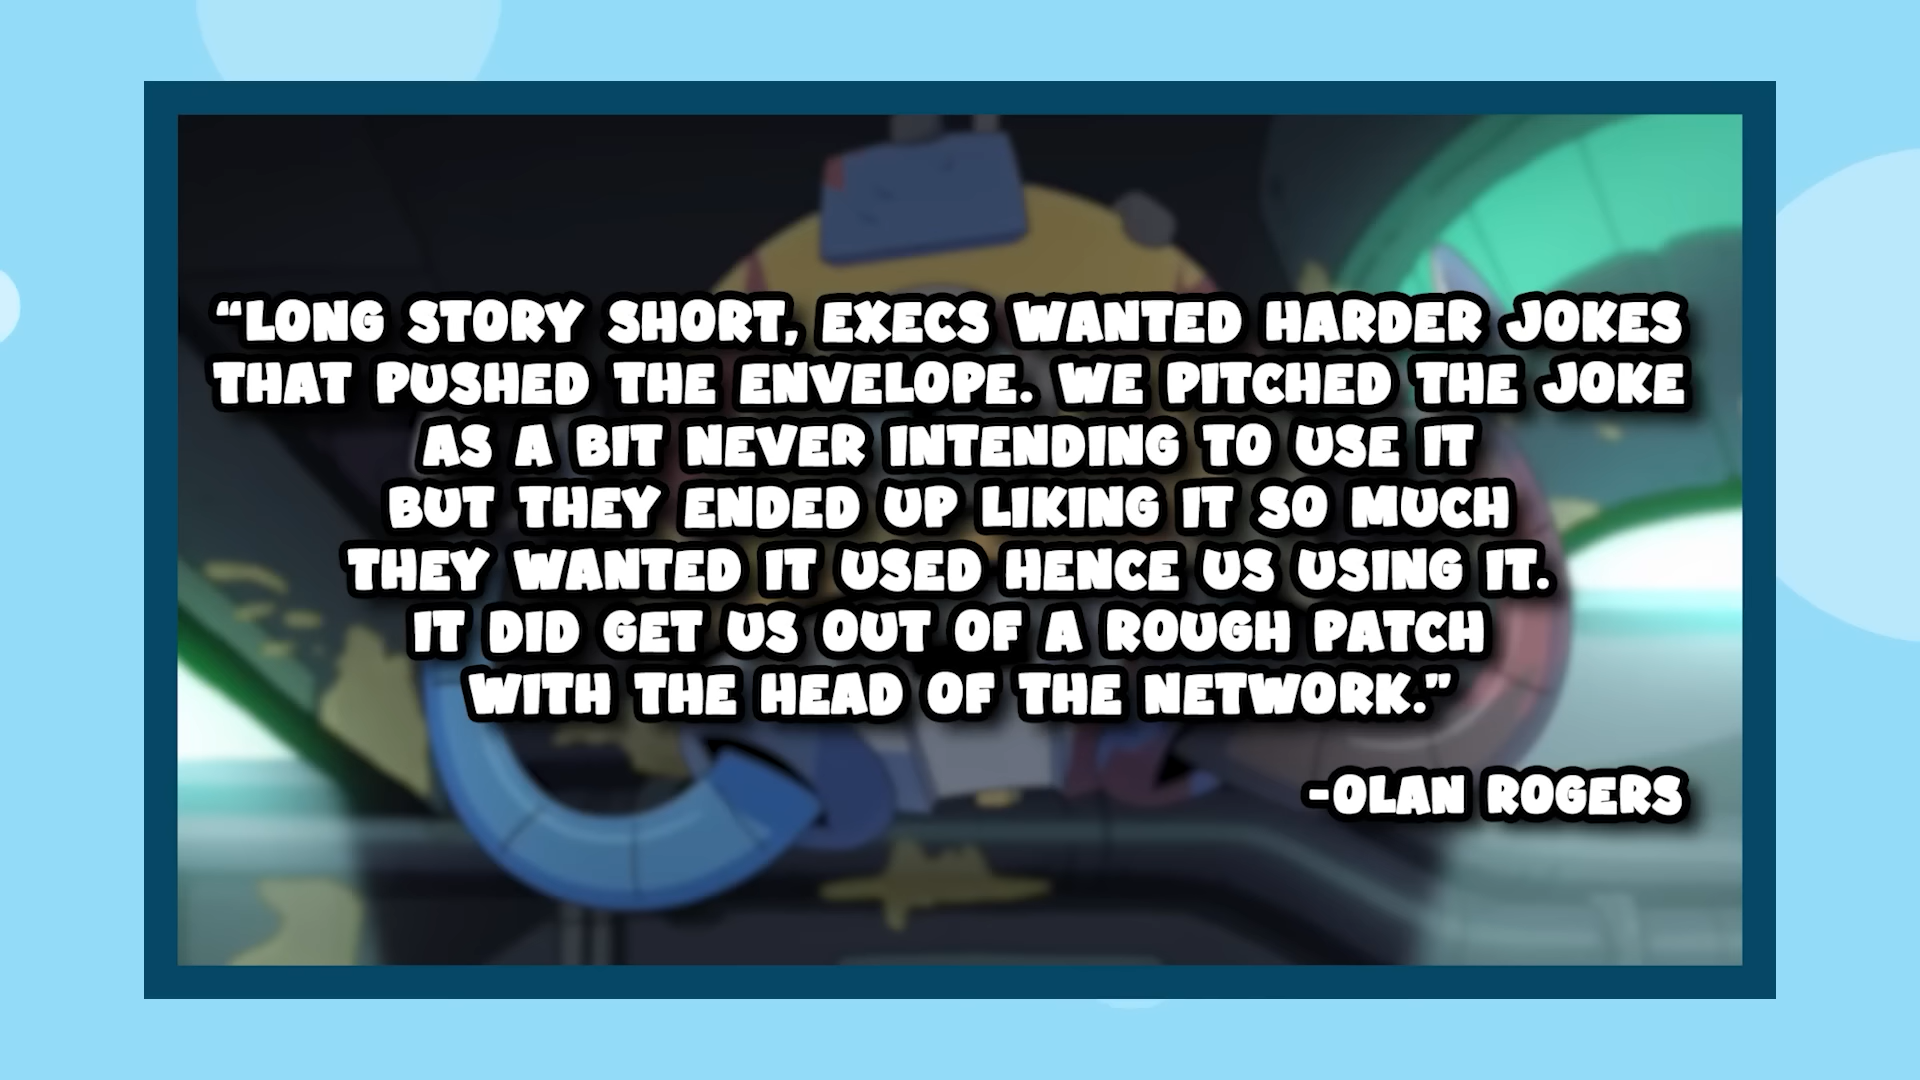 “LONG STORY SHORT, EXECS WANTED HARDER JOKES
THAT PUSHED THE ENVELOPE. WE PITCHED THE JOKE
AS A BIT NEVER INTENDING TO USE IT
BUT THEY ENDED UP LIKING IT SO MUCH
THEY WANTED IT USED HENCE US USING IT.
IT DID GET US OUT OF A ROUGH PATCH
WITH THE HEAD OF THE NETWORK.”
-OLAN ROGERS